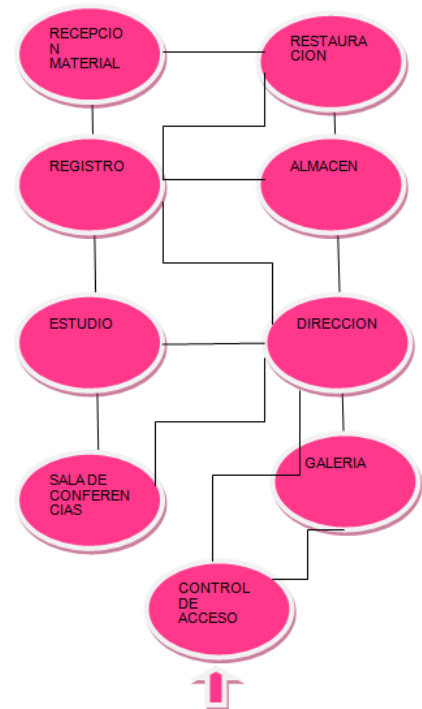 RECEPCIO
N
MATERIAL
RESTAURA
CION
REGISTRO
ALMACEN
ESTUDIO
DIRECCION
SALA DE
CONFEREN
CIAS
GALERIA
CONTROL
DE
ACCESO